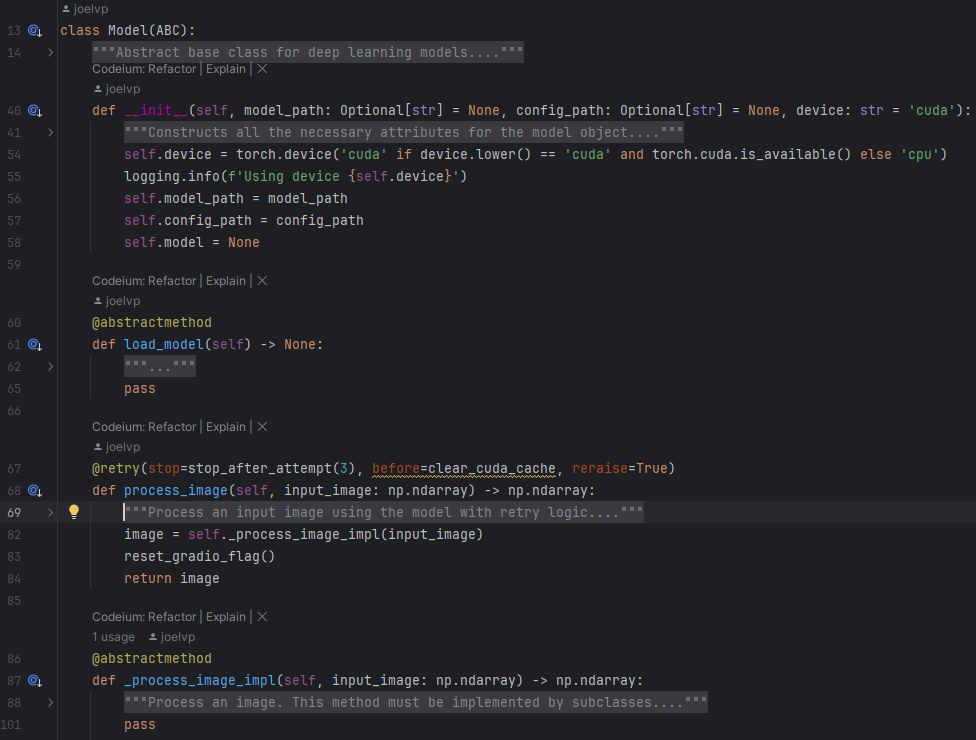 joelvp
13 class Model(ABC):
14 """Abstract base class for deep learning models...."""
Codeium: Refactor | Explain | ×
joelvp
40 def __init__(self, model_path: Optional[str] = None, config_path: Optional[str] = None, device: str = 'cuda'):
41 """Constructs all the necessary attributes for the model object...."""
54 self.device = torch.device('cuda' if device.lower() == 'cuda' and torch.cuda.is_available() else 'cpu')
55 logging.info(f'Using device {self.device}')
56 self.model_path = model_path
57 self.config_path = config_path
58 self.model = None
59
Codeium: Refactor | Explain | ×
joelvp
60 @abstractmethod
61 def load_model(self) -> None:
62 """..."""
65 pass
66
Codeium: Refactor | Explain | ×
joelvp
67 @retry(stop=stop_after_attempt(3), before=clear_cuda_cache, reraise=True)
68 def process_image(self, input_image: np.ndarray) -> np.ndarray:
69 """Process an input image using the model with retry logic...."""
82 image = self._process_image_impl(input_image)
83 reset_gradio_flag()
84 return image
85
Codeium: Refactor | Explain | ×
1 usage joelvp
86 @abstractmethod
87 def _process_image_impl(self, input_image: np.ndarray) -> np.ndarray:
88 """Process an image. This method must be implemented by subclasses...."""
101 pass